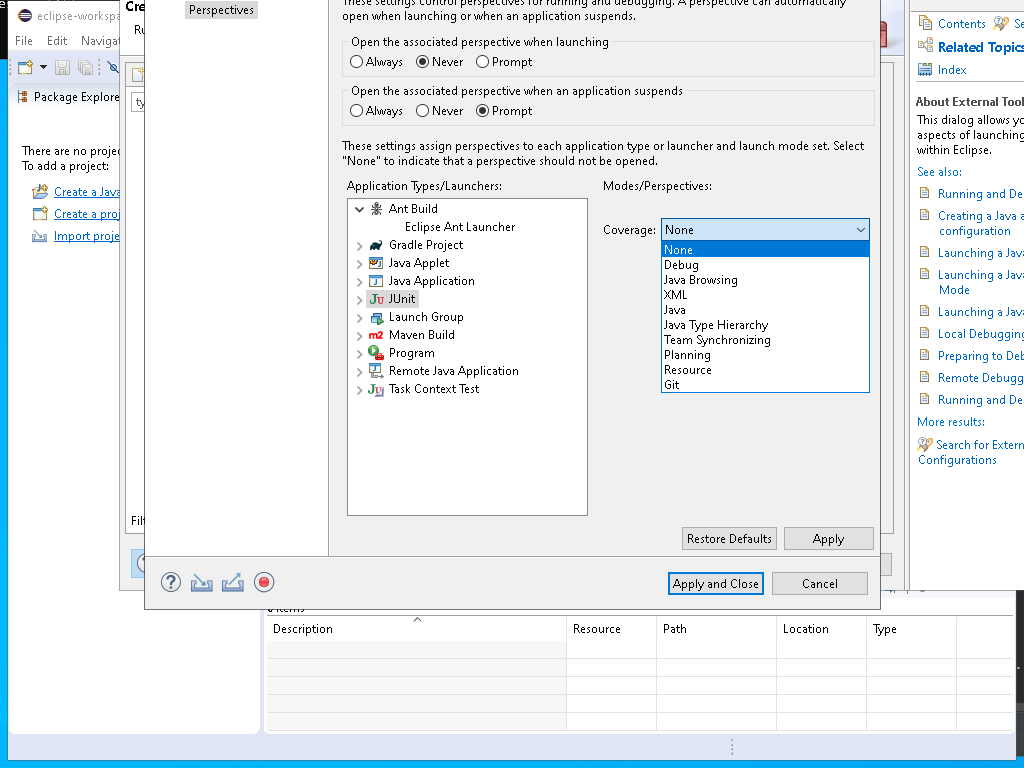 eclipse-workspa
File Edit Navigat
Package Explore
There are no projec
To add a project:
Create a Java
Create a proj
Import proje
Cre
Ru
ty
Filt
Perspectives
These settings control perspectives for running and debugging. A perspective can automatically
open when launching or when an application suspends.
Open the associated perspective when launching
Always Never Prompt
Open the associated perspective when an application suspends
Always Never Prompt
These settings assign perspectives to each application type or launcher and launch mode set. Select
"None" to indicate that a perspective should not be opened.
Application Types/Launchers:
Modes/Perspectives:
Ant Build
Eclipse Ant Launcher
Gradle Project
Java Applet
Java Application
JUnit
Launch Group
Maven Build
Program
Remote Java Application
Task Context Test
Coverage: None
None
Debug
Java Browsing
XML
Java
Java Type Hierarchy
Team Synchronizing
Planning
Resource
Git
Restore Defaults Apply
Apply and Close Cancel
Contents Se
Related Topics
Index
About External Tool
This dialog allows yo
aspects of launching
within Eclipse.
See also:
Running and De
Creating a Java a
configuration
Launching a Java
Launching a Java
Mode
Launching a Java
Local Debugging
Preparing to Deb
Remote Debugg
Running and De
More results:
Search for Extern
Configurations
items
Description Resource Path Location Type